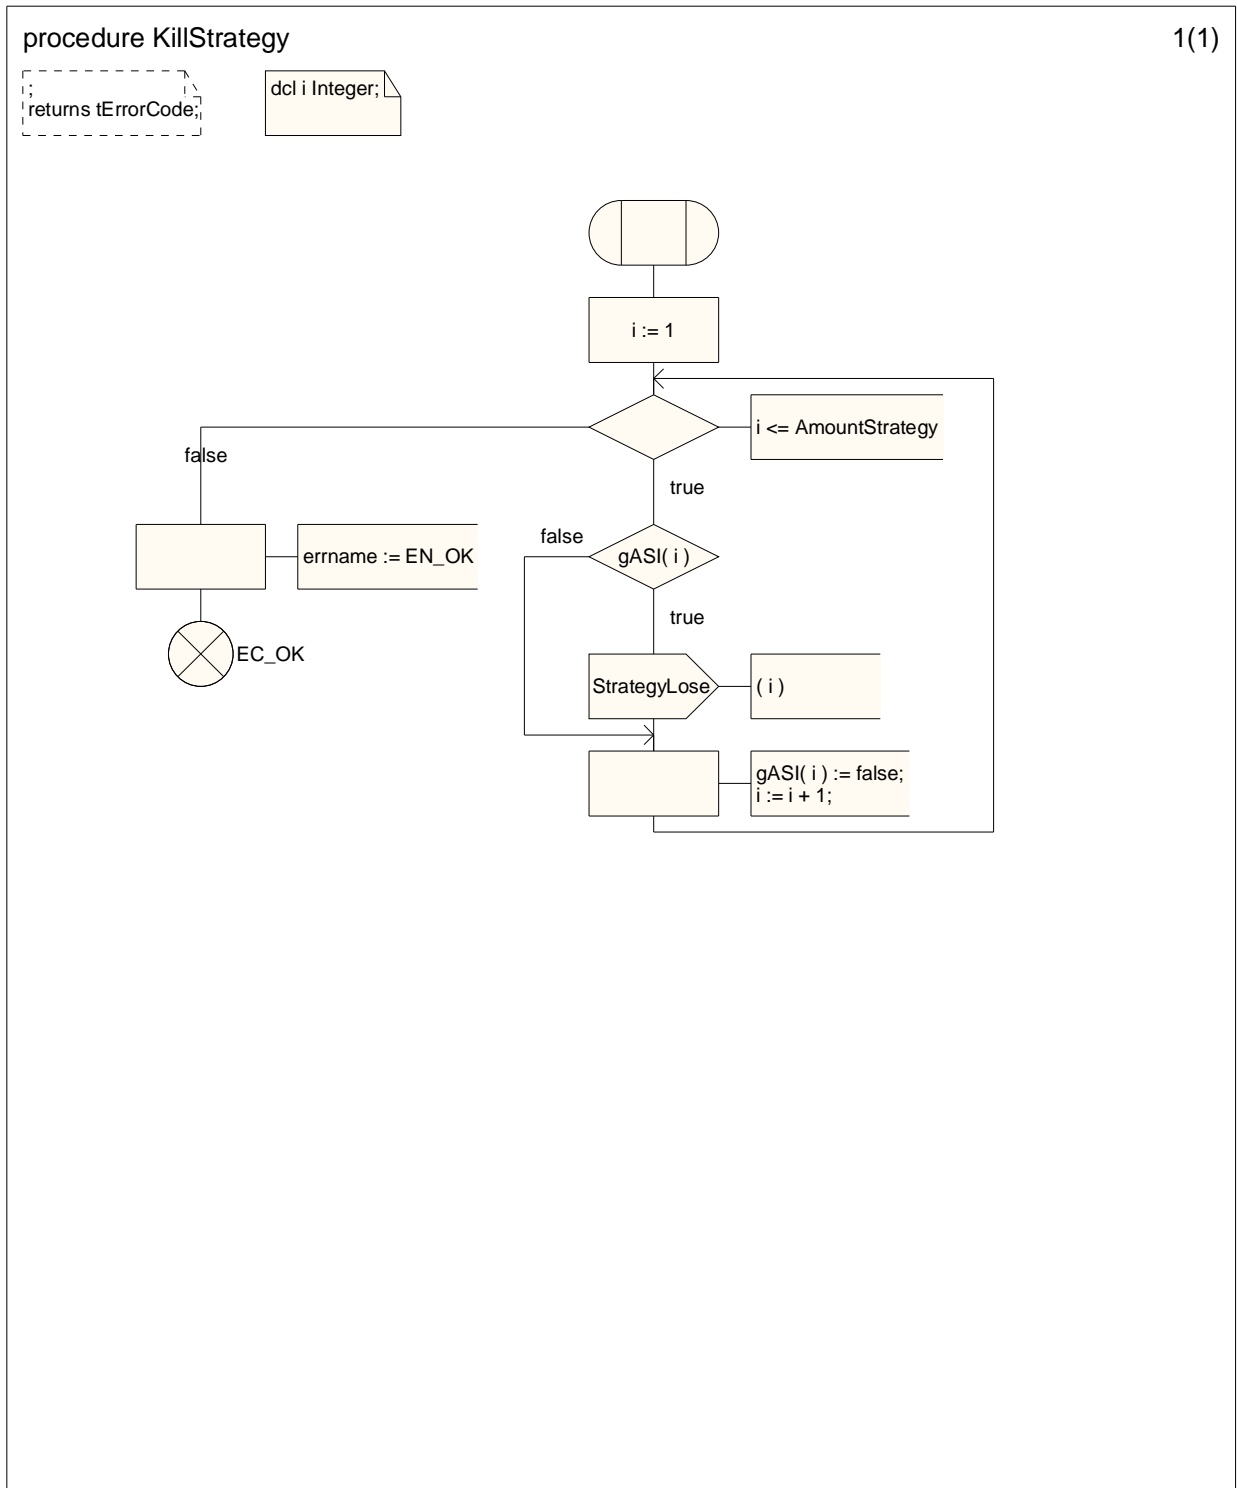 procedure KillStrategy
1(1)
;
returns tErrorCode;
dcl i Integer;
i := 1
i <= AmountStrategy
false
true
false
gASI( i )
errname := EN_OK
true
EC_OK
StrategyLose
( i )
gASI( i ) := false;
i := i + 1;